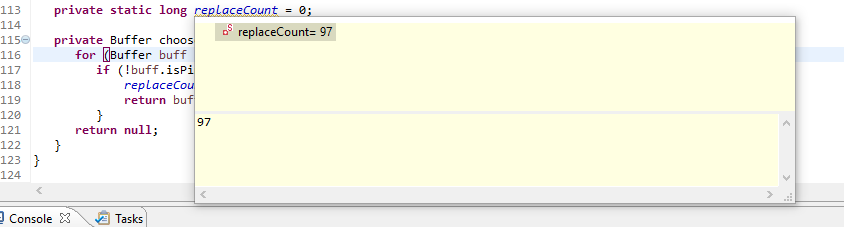 113 private static long replaceCount = 0;
114
115 private Buffer choos
116 for (Buffer buff
117 if (!buff.isPi
118 replaceCou
119 return buf
120 }
121 return null;
122 }
123 }
124
replaceCount= 97
97
Console Tasks